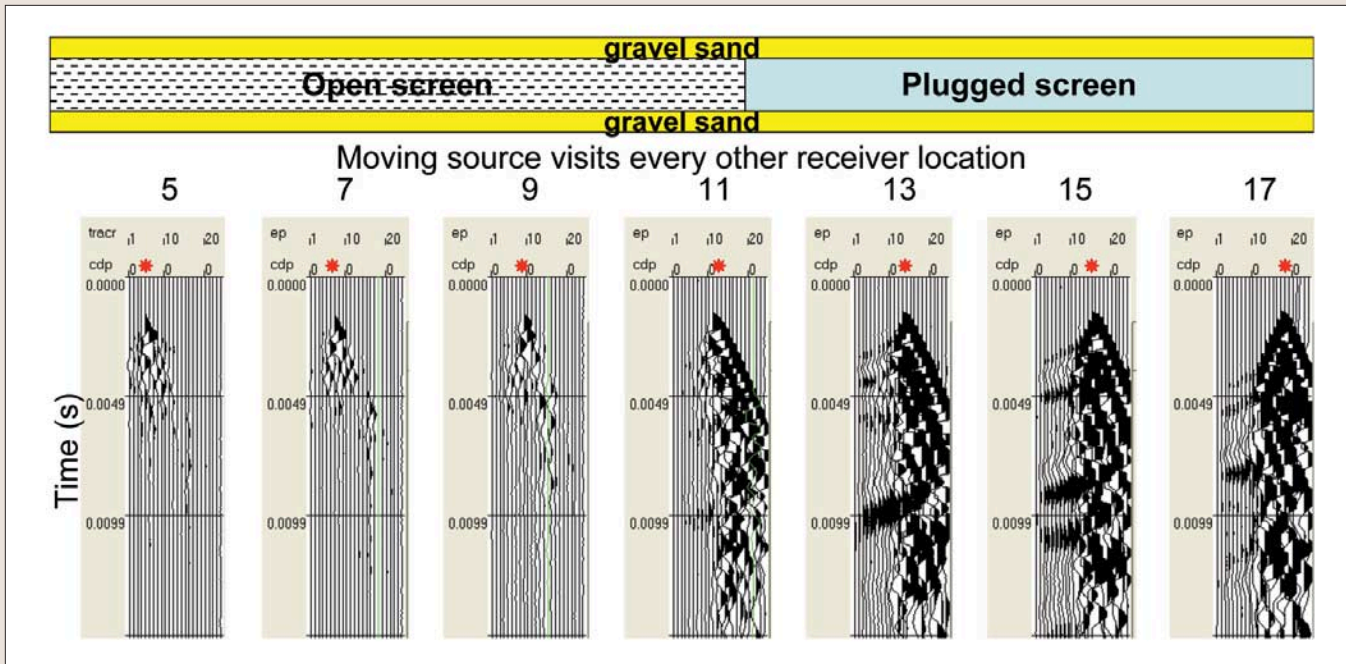 gravel sand
Open screen Plugged screen
gravel sand
Moving source visits every other receiver location
5 7 9 11 13 15 17
tracr 1 10 20 ep 1 10 20 ep 1 10 20 ep 1 10 20 ep 1 10 20 ep 1 10 20 ep 1 10 20
cdp 0 0 0 cdp 0 0 0 cdp 0 0 0 cdp 0 0 0 cdp 0 0 0 cdp 0 0 0 cdp 0 0 0
0.0000 0.0000 0.0000 0.0000 0.0000 0.0000 0.0000
0.0049 0.0049 0.0049 0.0049 0.0049 0.0049 0.0049
Time (s)
0.0099 0.0099 0.0099 0.0099 0.0099 0.0099 0.0099